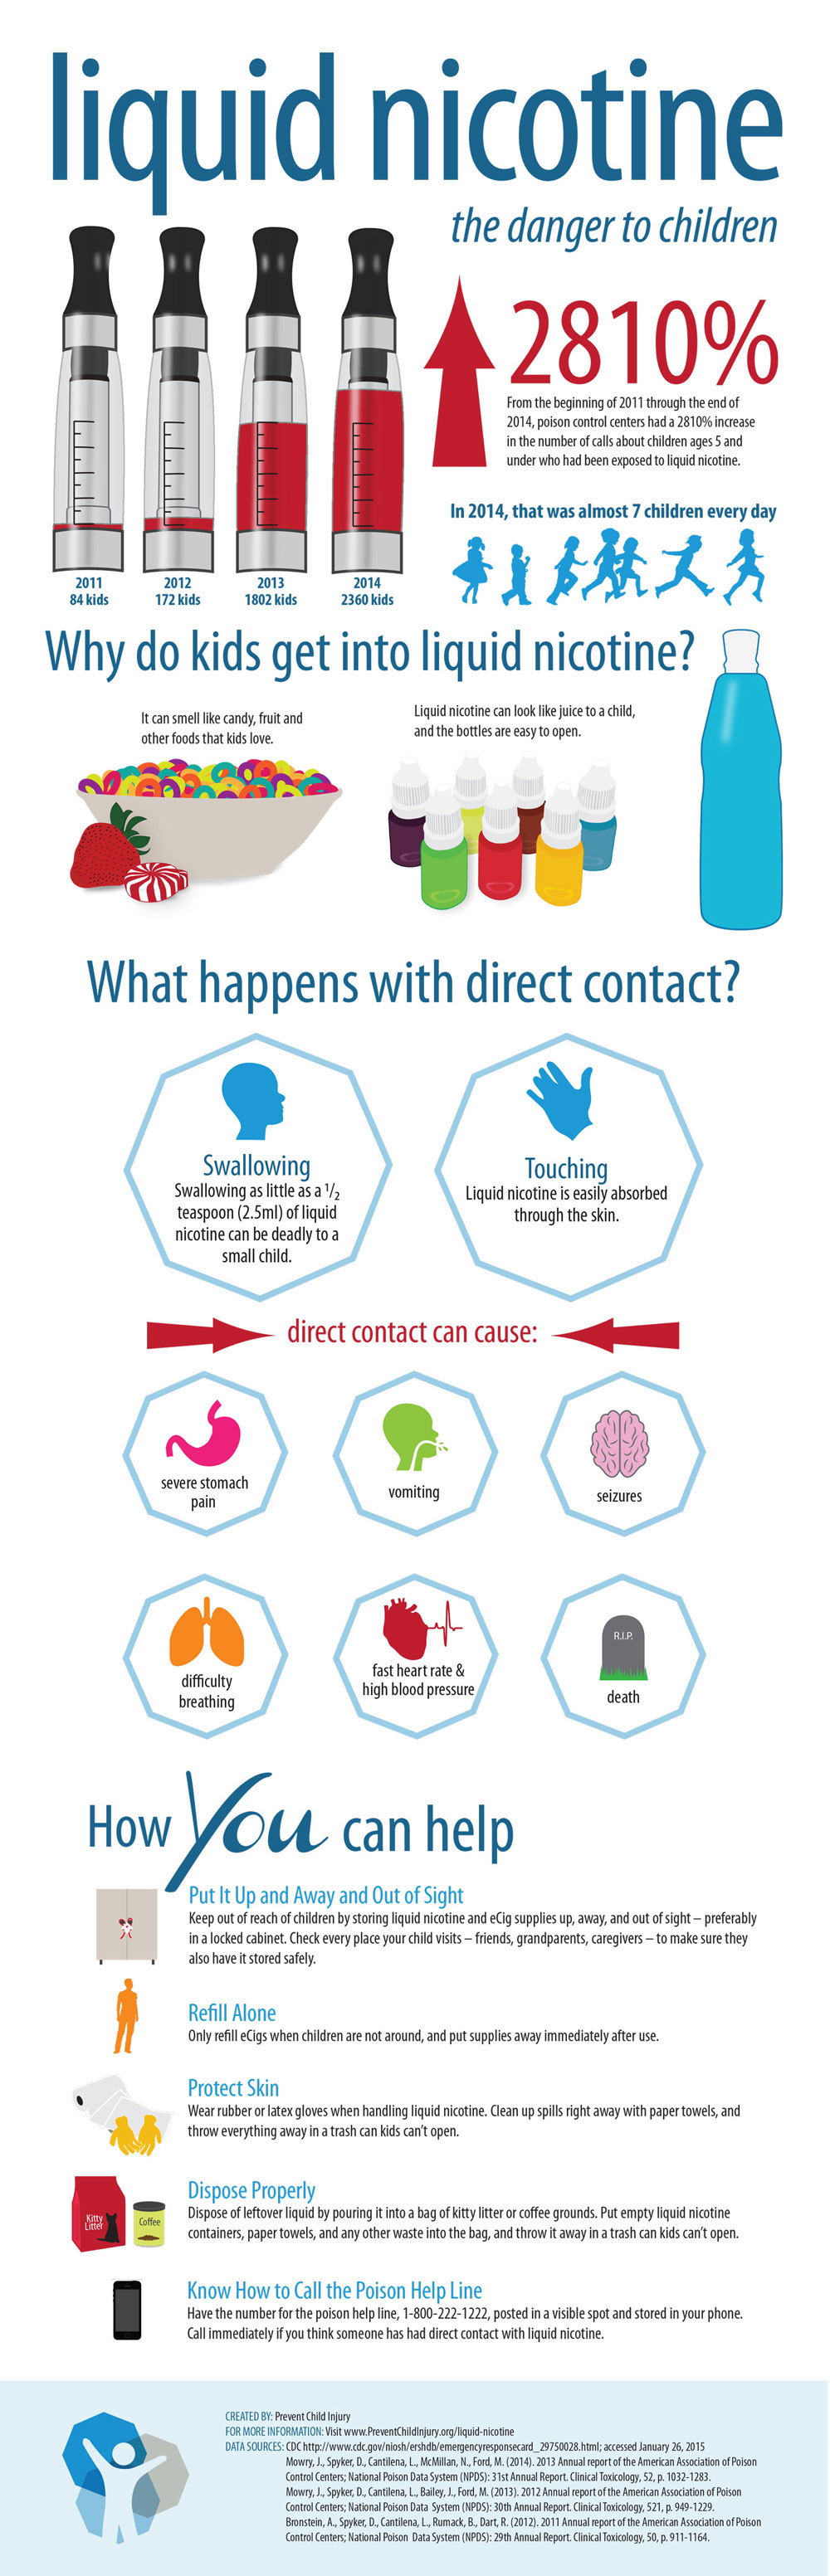 liquid nicotine
the danger to children
2810%
From the beginning of 2011 through the end of
2014, poison control centers had a 2810% increase
in the number of calls about children ages 5 and
under who had been exposed to liquid nicotine.
In 2014, that was almost 7 children every day
2011
84 kids
2012
172 kids
2013
1802 kids
2014
2360 kids
Why do kids get into liquid nicotine?
It can smell like candy, fruit and
other foods that kids love.
Liquid nicotine can look like juice to a child,
and the bottles are easy to open.
What happens with direct contact?
Swallowing
Swallowing as little as a 1/2
teaspoon (2.5ml) of liquid
nicotine can be deadly to a
small child.
Touching
Liquid nicotine is easily absorbed
through the skin.
direct contact can cause:
severe stomach
pain
vomiting
seizures
difficulty
breathing
fast heart rate &
high blood pressure
R.I.P.
death
How You can help
Put It Up and Away and Out of Sight
Keep out of reach of children by storing liquid nicotine and eCig supplies up, away, and out of sight – preferably
in a locked cabinet. Check every place your child visits – friends, grandparents, caregivers – to make sure they
also have it stored safely.
Refill Alone
Only refill eCigs when children are not around, and put supplies away immediately after use.
Protect Skin
Wear rubber or latex gloves when handling liquid nicotine. Clean up spills right away with paper towels, and
throw everything away in a trash can kids can't open.
Kitty
Litter
Coffee
Dispose Properly
Dispose of leftover liquid by pouring it into a bag of kitty litter or coffee grounds. Put empty liquid nicotine
containers, paper towels, and any other waste into the bag, and throw it away in a trash can kids can't open.
Know How to Call the Poison Help Line
Have the number for the poison help line, 1-800-222-1222, posted in a visible spot and stored in your phone.
Call immediately if you think someone has had direct contact with liquid nicotine.
CREATED BY: Prevent Child Injury
FOR MORE INFORMATION: Visit www.PreventChildInjury.org/liquid-nicotine
DATA SOURCES: CDC http://www.cdc.gov/niosh/ershdb/emergencyresponsecard_29750028.html; accessed January 26, 2015
Mowry, J., Spyker, D., Cantilena, L., McMillan, N., Ford, M. (2014). 2013 Annual report of the American Association of Poison
Control Centers; National Poison Data System (NPDS): 31st Annual Report. Clinical Toxicology, 52, p. 1032-1283.
Mowry, J., Spyker, D., Cantilena, L., Bailey, J., Ford, M. (2013). 2012 Annual report of the American Association of Poison
Control Centers; National Poison Data System (NPDS): 30th Annual Report. Clinical Toxicology, 521, p. 949-1229.
Bronstein, A., Spyker, D., Cantilena, L., Rumack, B., Dart, R. (2012). 2011 Annual report of the American Association of Poison
Control Centers; National Poison Data System (NPDS): 29th Annual Report. Clinical Toxicology, 50, p. 911-1164.